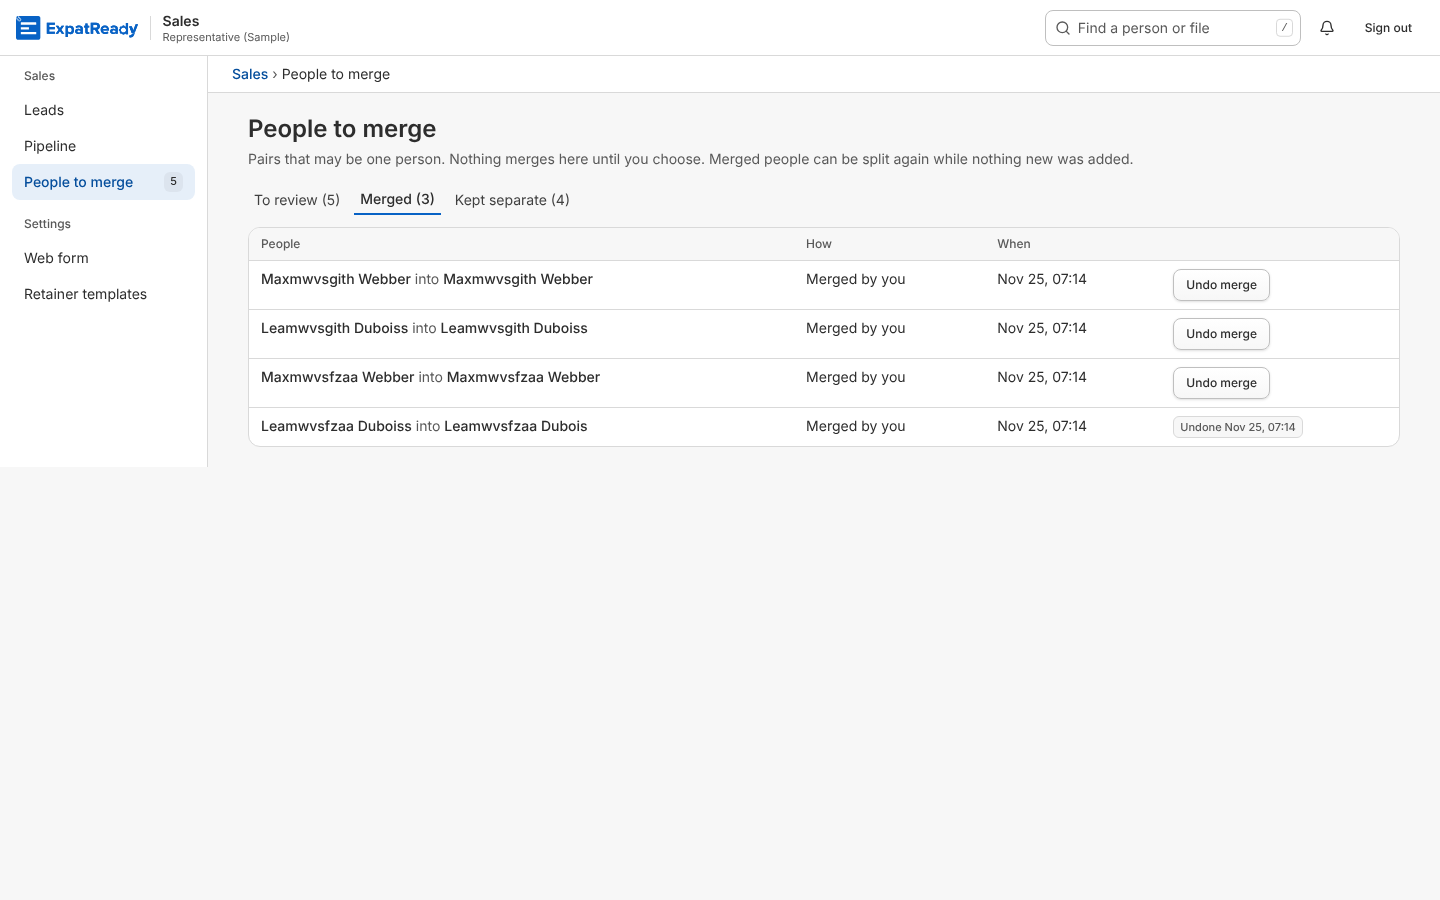 ExpatReady
Sales
Representative (Sample)
Find a person or file /
Sign out
Sales
Leads
Pipeline
People to merge 5
Settings
Web form
Retainer templates
Sales › People to merge
People to merge
Pairs that may be one person. Nothing merges here until you choose. Merged people can be split again while nothing new was added.
To review (5) Merged (3) Kept separate (4)
People How When
Maxmwvsgith Webber into Maxmwvsgith Webber Merged by you Nov 25, 07:14 Undo merge
Leamwvsgith Duboiss into Leamwvsgith Duboiss Merged by you Nov 25, 07:14 Undo merge
Maxmwvsfzaa Webber into Maxmwvsfzaa Webber Merged by you Nov 25, 07:14 Undo merge
Leamwvsfzaa Duboiss into Leamwvsfzaa Dubois Merged by you Nov 25, 07:14 Undone Nov 25, 07:14